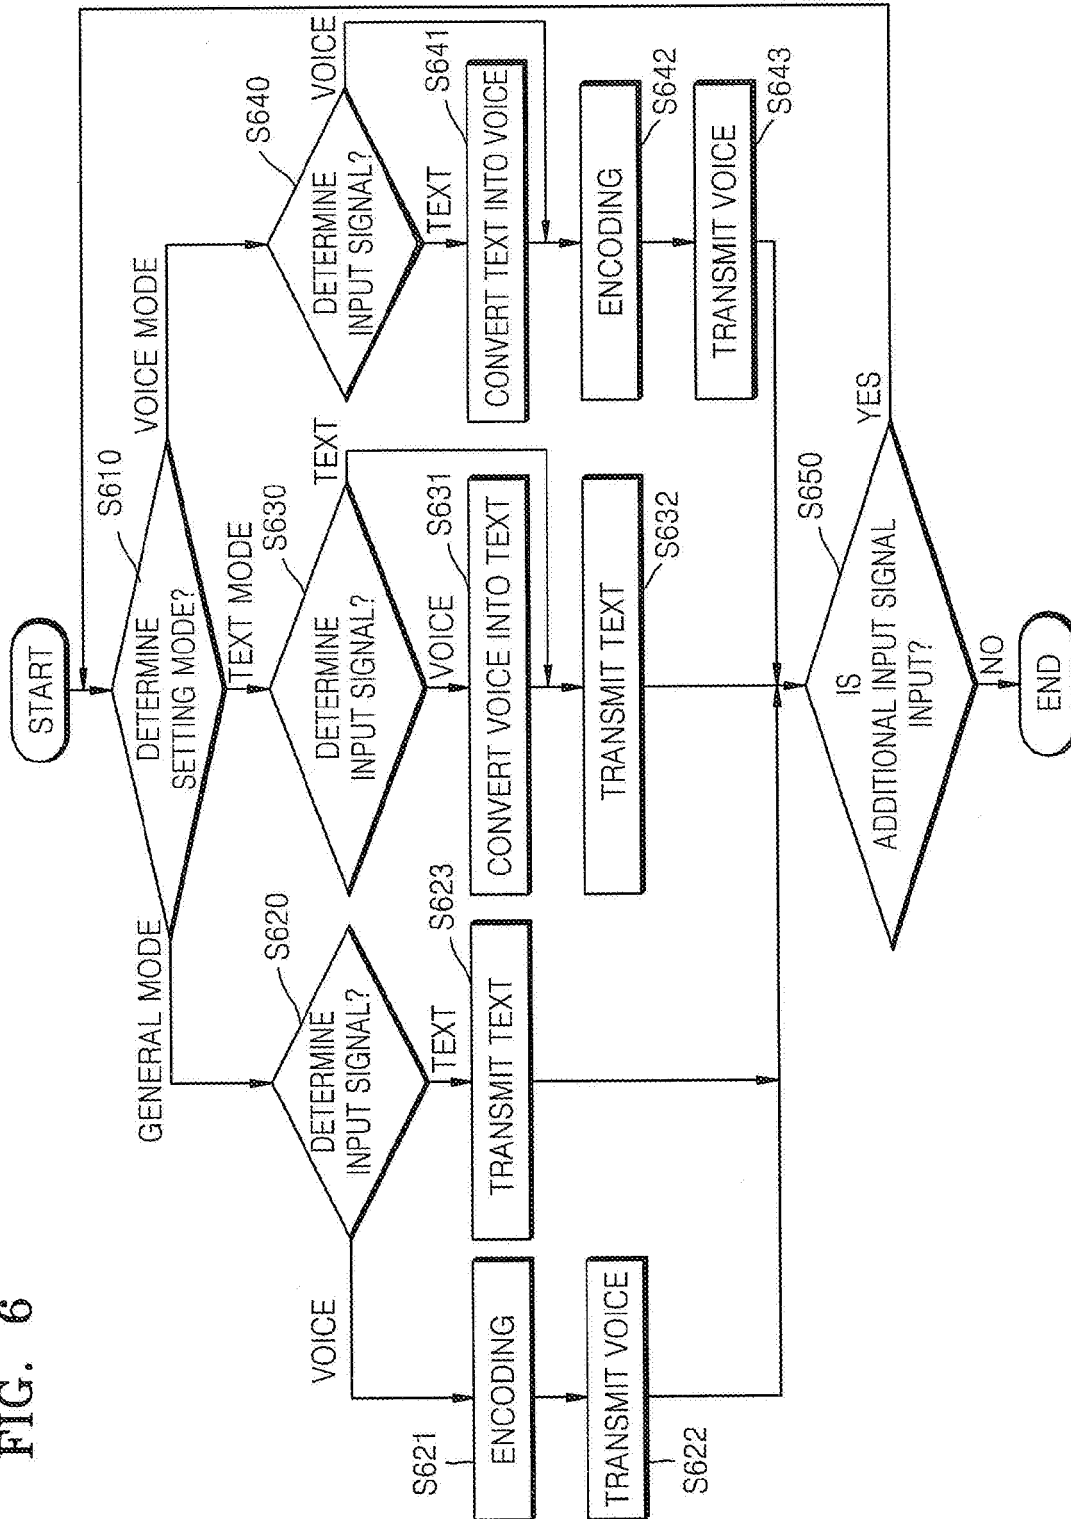 FIG. 6
START
DETERMINE
SETTING MODE?
S610
GENERAL MODE
TEXT MODE
VOICE MODE
DETERMINE
INPUT SIGNAL?
S620
VOICE
TEXT
DETERMINE
INPUT SIGNAL?
S630
TEXT
VOICE
DETERMINE
INPUT SIGNAL?
S640
VOICE
TEXT
S621
ENCODING
TRANSMIT TEXT
S623
CONVERT VOICE INTO TEXT
S631
CONVERT TEXT INTO VOICE
S641
TRANSMIT VOICE
S622
TRANSMIT TEXT
S632
ENCODING
S642
TRANSMIT VOICE
S643
IS
ADDITIONAL INPUT SIGNAL
INPUT?
S650
YES
NO
END